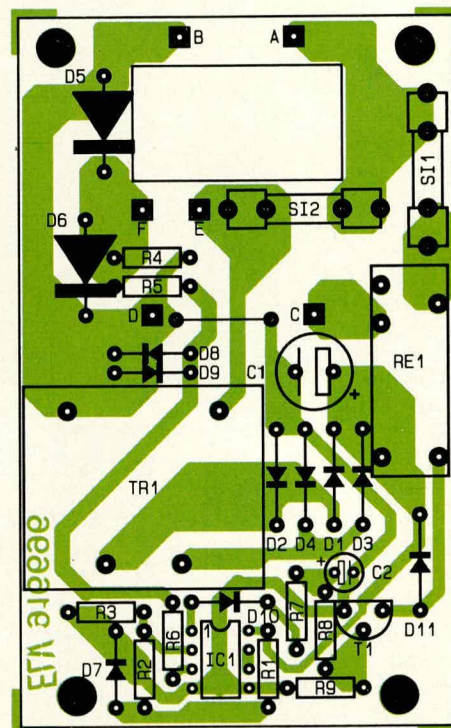 B A
D5
SI1
D6
F E SI2
R4
R5
D C
D8
D9 C1 RE1
+
TR1
D2 D4 D1 D3
+ C2
R3 R7
D10 D11
R6 1 R8 T1
D7 R2 IC1 R1
R9
ELV